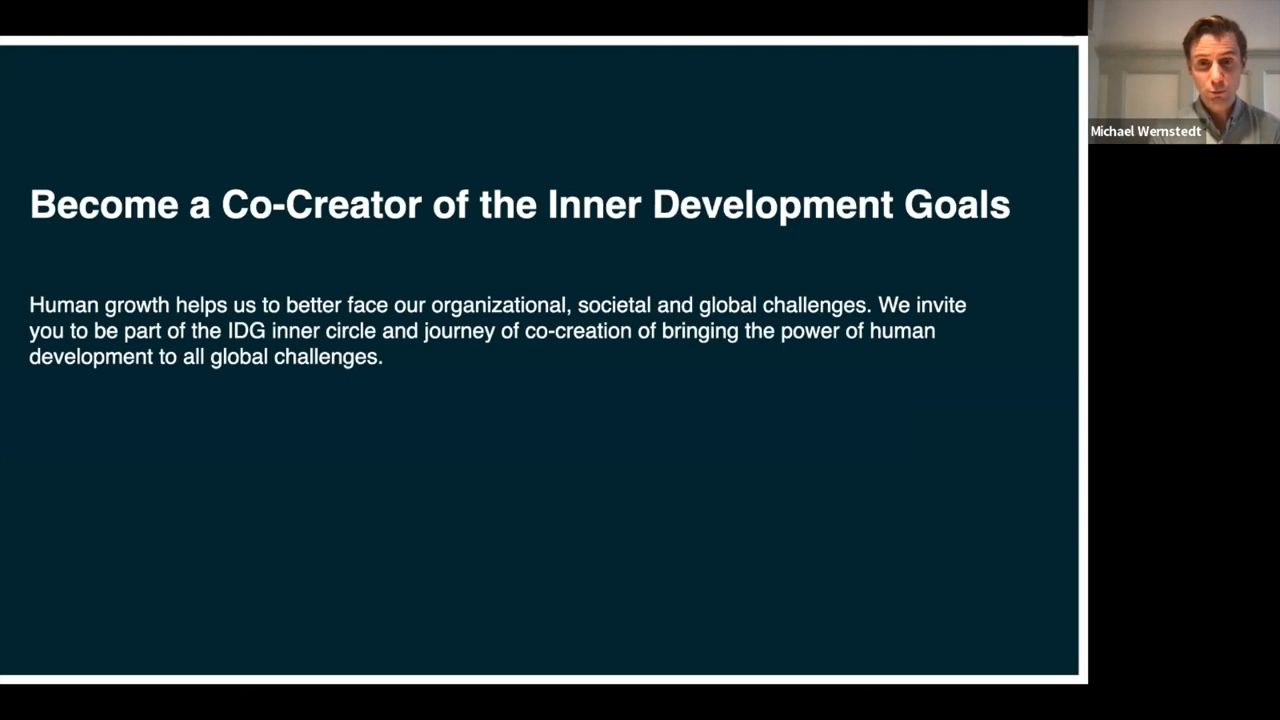 Become a Co-Creator of the Inner Development Goals
Human growth helps us to better face our organizational, societal and global challenges. We invite
you to be part of the IDG inner circle and journey of co-creation of bringing the power of human
development to all global challenges.
Michael Wernstedt